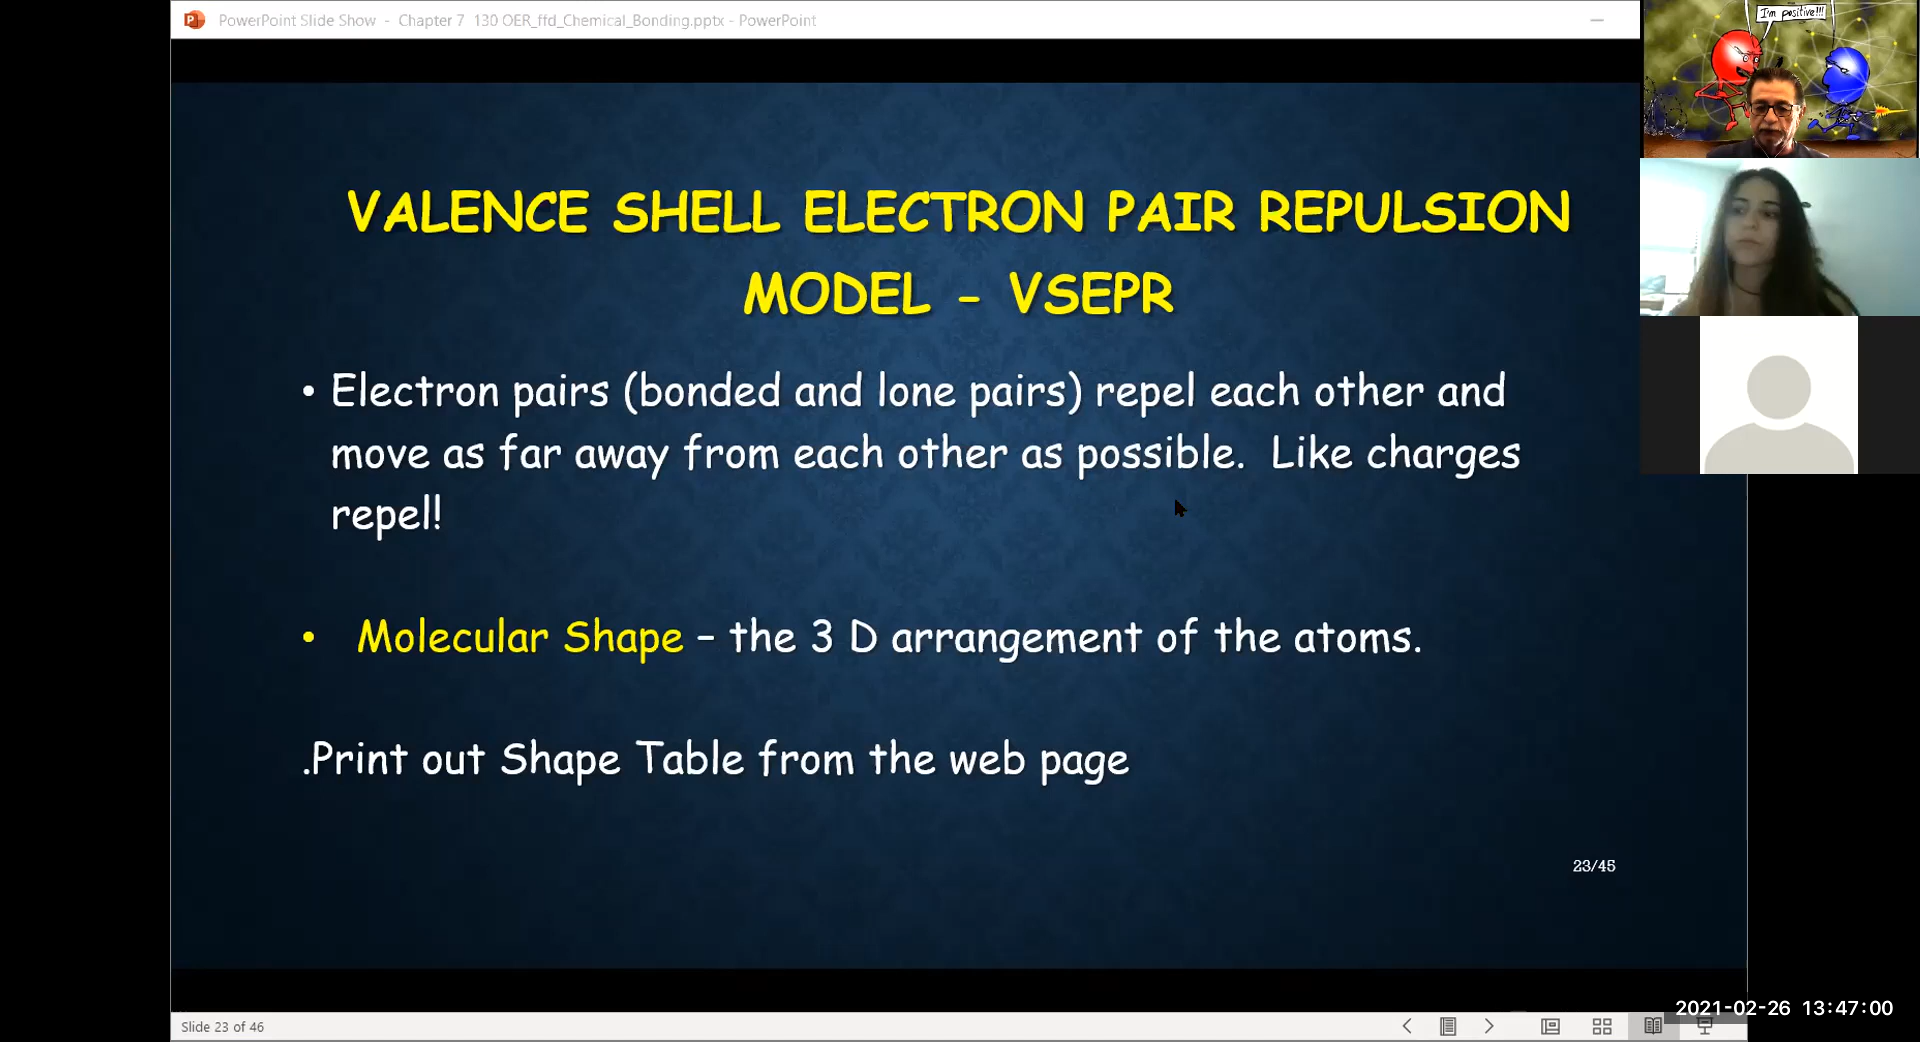 PowerPoint Slide Show - Chapter 7 130 OER_ffd_Chemical_Bonding.pptx - PowerPoint
I'm positive!!!
VALENCE SHELL ELECTRON PAIR REPULSION
MODEL - VSEPR
• Electron pairs (bonded and lone pairs) repel each other and
move as far away from each other as possible. Like charges
repel!
• Molecular Shape – the 3 D arrangement of the atoms.
.Print out Shape Table from the web page
23/45
2021-02-26 13:47:00
Slide 23 of 46